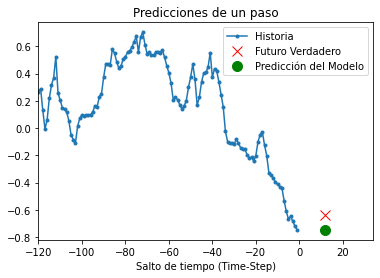 Predicciones de un paso
Historia
Futuro Verdadero
Predicción del Modelo
0.6
0.4
0.2
0.0
−0.2
−0.4
−0.6
−0.8
−120 −100 −80 −60 −40 −20 0 20
Salto de tiempo (Time-Step)